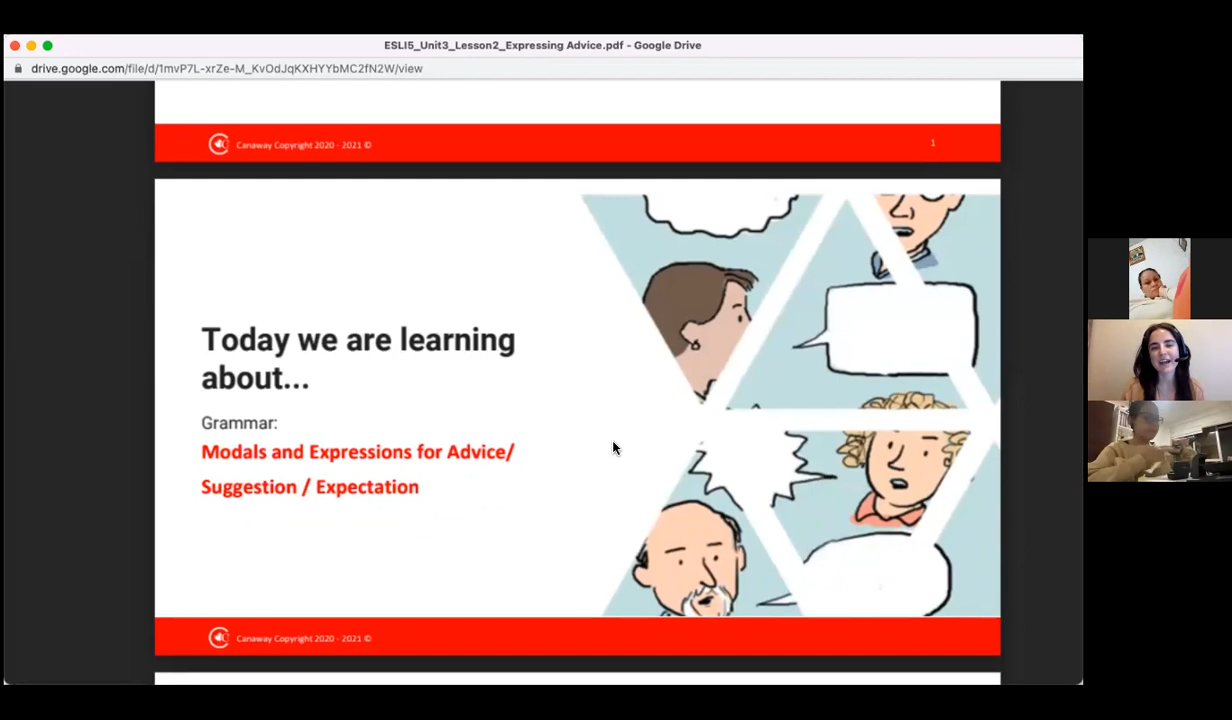 ESLI5_Unit3_Lesson2_Expressing Advice.pdf - Google Drive
drive.google.com/file/d/1mvP7L-xrZe-M_KvOdJqKXHYYbMC2fN2W/view
Canaway Copyright 2020 - 2021 ©
1
Today we are learning
about...
Grammar:
Modals and Expressions for Advice/
Suggestion / Expectation
Canaway Copyright 2020 - 2021 ©